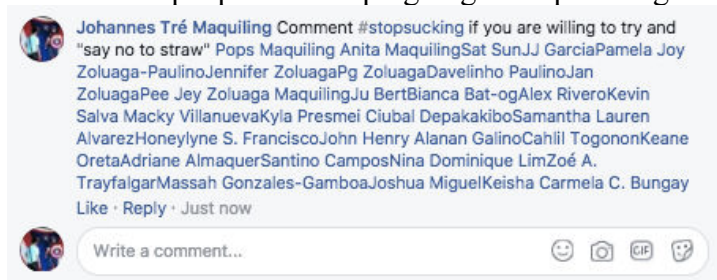 Johannes Tré Maquiling Comment #stopsucking if you are willing to try and
"say no to straw" Pops Maquiling Anita MaquilingSat SunJJ GarciaPamela Joy
Zoluaga-PaulinoJennifer ZoluagaPg ZoluagaDavelinho PaulinoJan
ZoluagaPee Jey Zoluaga MaquilingJu BertBianca Bat-ogAlex RiveroKevin
Salva Macky VillanuevaKyla Presmei Ciubal DepakakiboSamantha Lauren
AlvarezHoneylyne S. FranciscoJohn Henry Alanan GalinoCahlil TogononKeane
OretaAdriane AlmaquerSantino CamposNina Dominique LimZoé A.
TrayfalgarMassah Gonzales-GamboaJoshua MiguelKeisha Carmela C. Bungay
Like · Reply · Just now
Write a comment...
GIF